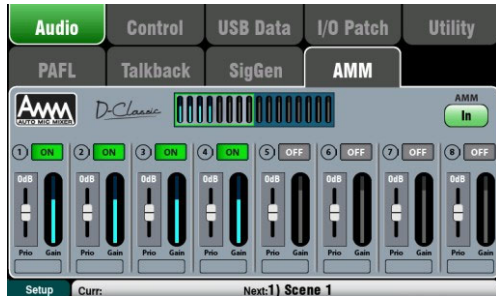 Audio Control USB Data I/O Patch Utility
PAFL Talkback SigGen AMM
AMM AUTO MIC MIXER D-Classic AMM
In
1 ON 2 ON 3 ON 4 ON 5 OFF 6 OFF 7 OFF 8 OFF
0dB 0dB 0dB 0dB 0dB 0dB 0dB 0dB
Prio Gain Prio Gain Prio Gain Prio Gain Prio Gain Prio Gain Prio Gain Prio Gain
Setup Curr: Next:1) Scene 1